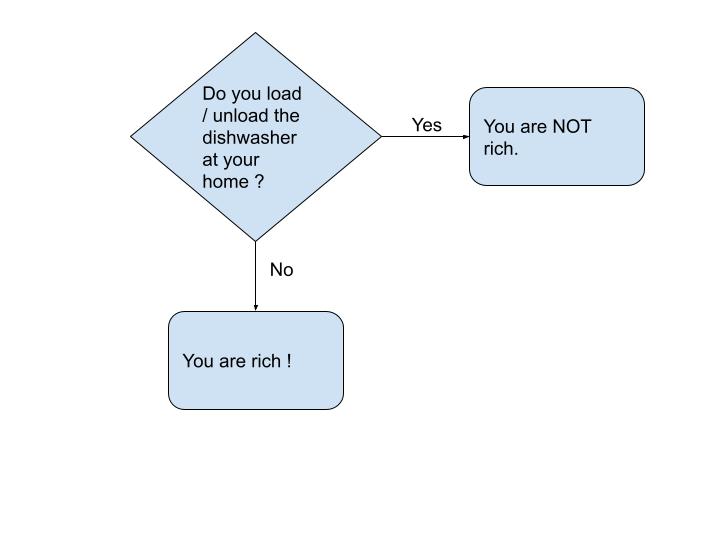 Do you load
/ unload the
dishwasher
at your
home ?
Yes
You are NOT
rich.
No
You are rich !